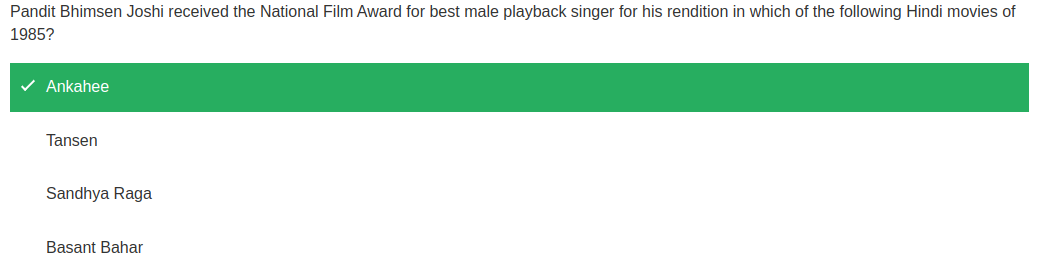 Pandit Bhimsen Joshi received the National Film Award for best male playback singer for his rendition in which of the following Hindi movies of
1985?
Ankahee
Tansen
Sandhya Raga
Basant Bahar